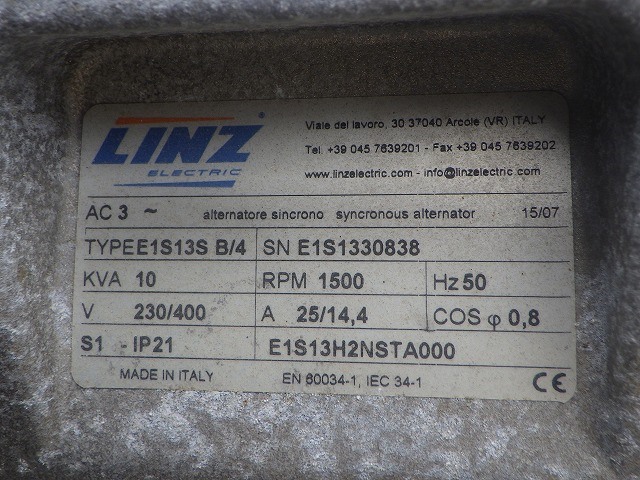 LINZ
ELECTRIC
Viale del lavoro, 30 37040 Arcole (VR) ITALY
Tel. +39 045 7639201 - Fax +39 045 7639202
www.linzelectric.com - info@linzelectric.com
AC 3 ~ alternatore sincrono syncronous alternator 15/07
TYPE E1S13S B/4 SN E1S1330838
KVA 10 RPM 1500 Hz 50
V 230/400 A 25/14,4 COS φ 0,8
S1 - IP21 E1S13H2NSTA000
MADE IN ITALY EN 60034-1, IEC 34-1 CE